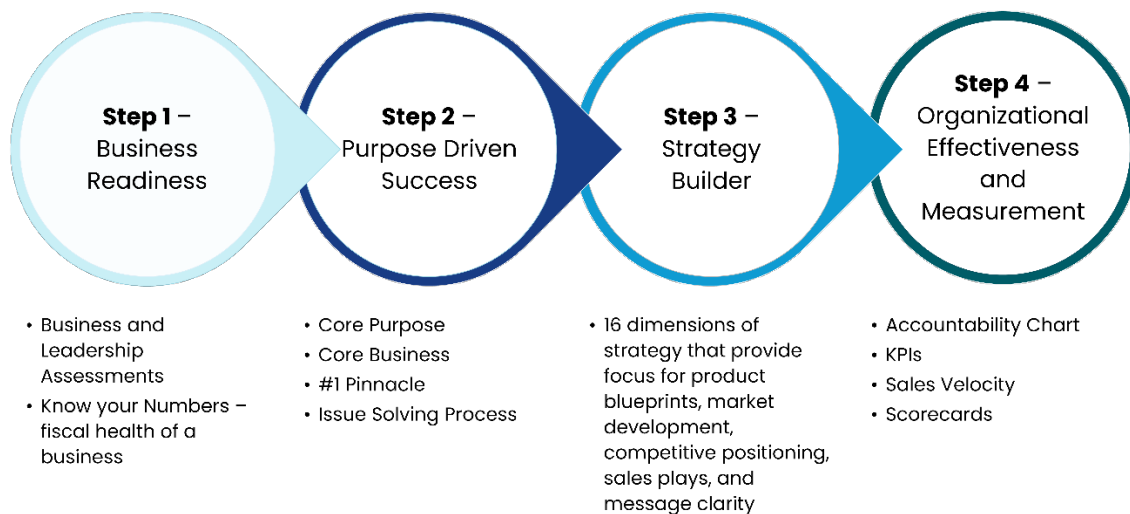 Step 1 –
Business
Readiness
Step 2 –
Purpose Driven
Success
Step 3 –
Strategy
Builder
Step 4 –
Organizational
Effectiveness
and
Measurement
• Business and
Leadership
Assessments
• Know your Numbers –
fiscal health of a
business
• Core Purpose
• Core Business
• #1 Pinnacle
• Issue Solving Process
• 16 dimensions of
strategy that provide
focus for product
blueprints, market
development,
competitive positioning,
sales plays, and
message clarity
• Accountability Chart
• KPIs
• Sales Velocity
• Scorecards